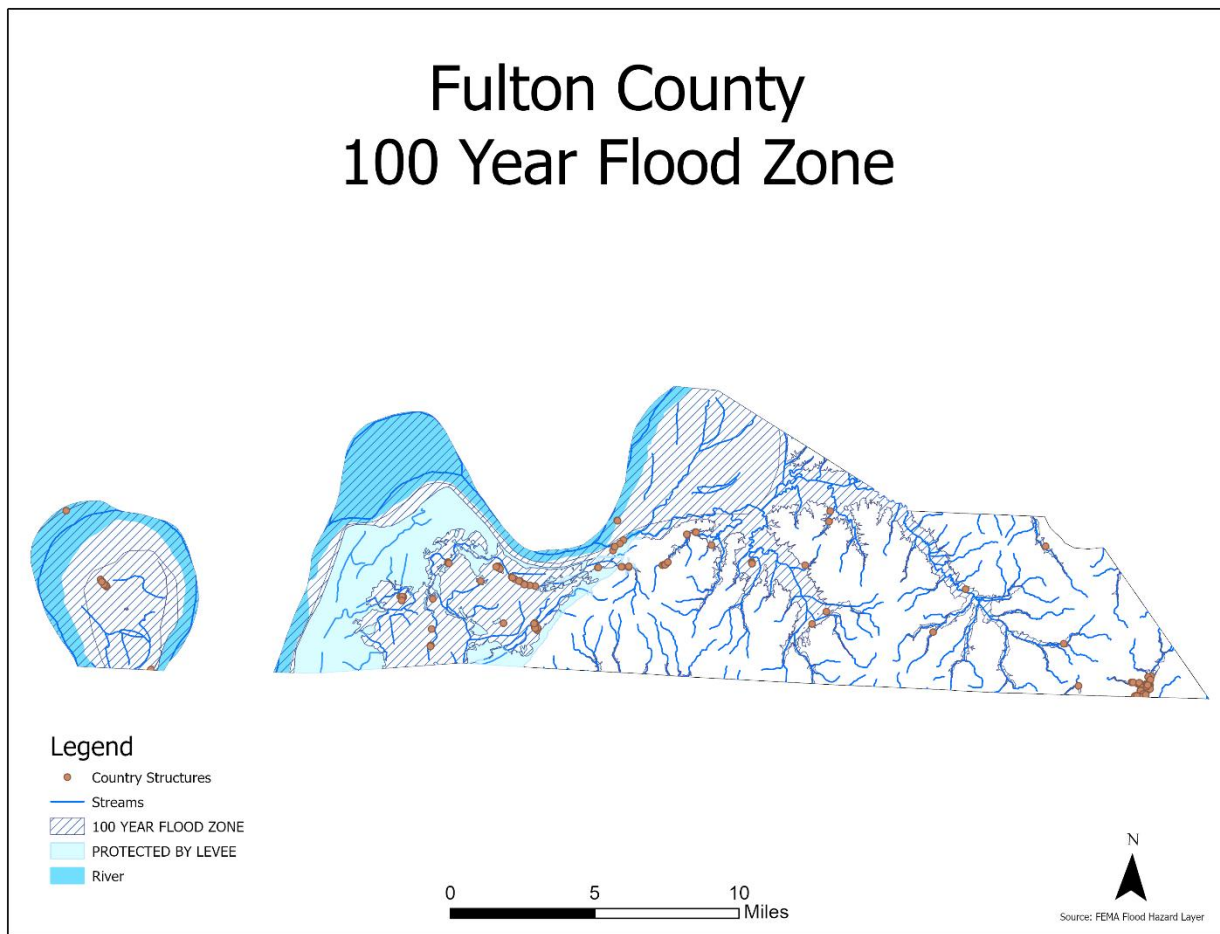 Fulton County
100 Year Flood Zone
Legend
Country Structures
Streams
100 YEAR FLOOD ZONE
PROTECTED BY LEVEE
River
0 5 10
Miles
N
Source: FEMA Flood Hazard Layer